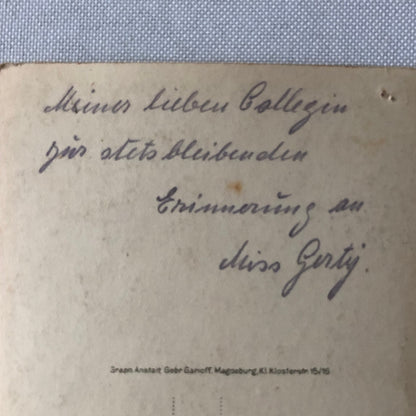 Meiner lieben Collegin
zur stets bleibenden
Erinnerung an
Miss Gerty.
Graph. Anstalt Gebr. Garloff, Magdeburg, Kl. Klosterstr. 15/16